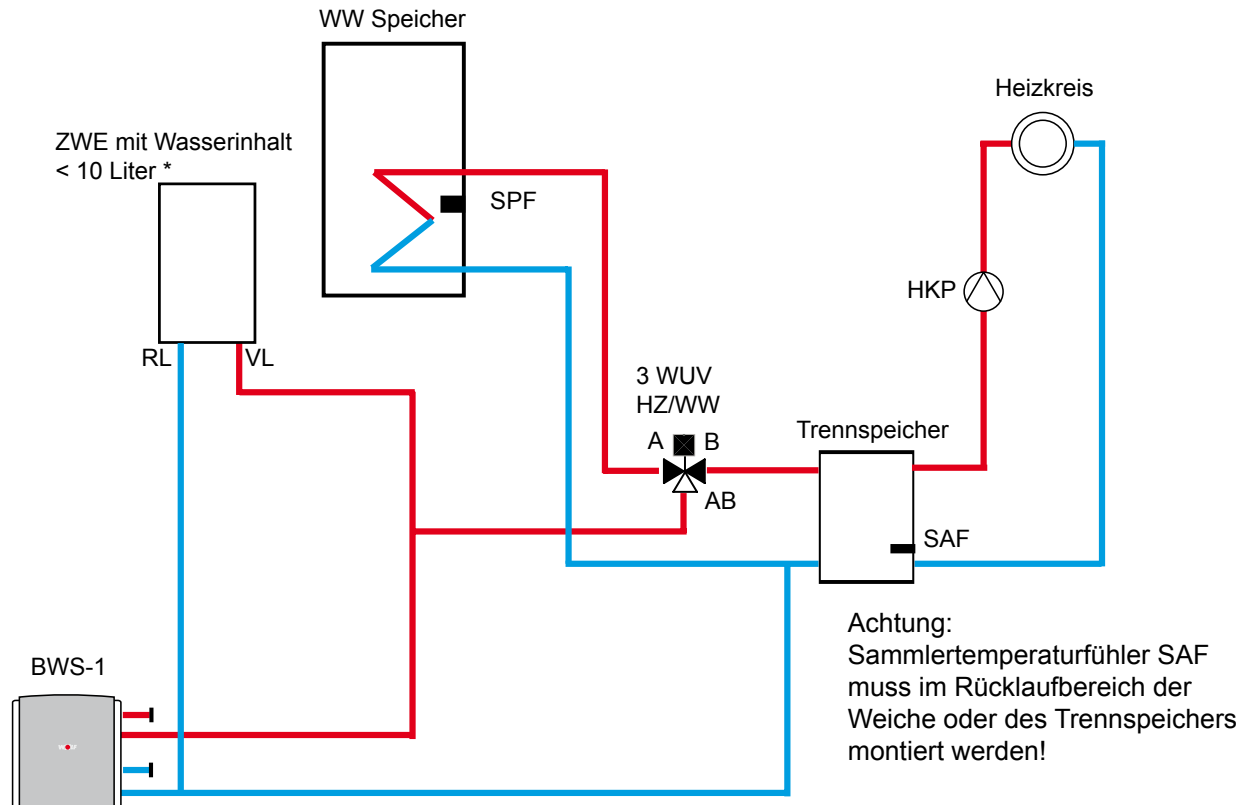 WW Speicher
Heizkreis
ZWE mit Wasserinhalt
< 10 Liter *
SPF
HKP
RL
VL
3 WUV
HZ/WW
A
B
AB
Trennspeicher
SAF
Achtung:
Sammlertemperaturfühler SAF
muss im Rücklaufbereich der
Weiche oder des Trennspeichers
montiert werden!
BWS-1